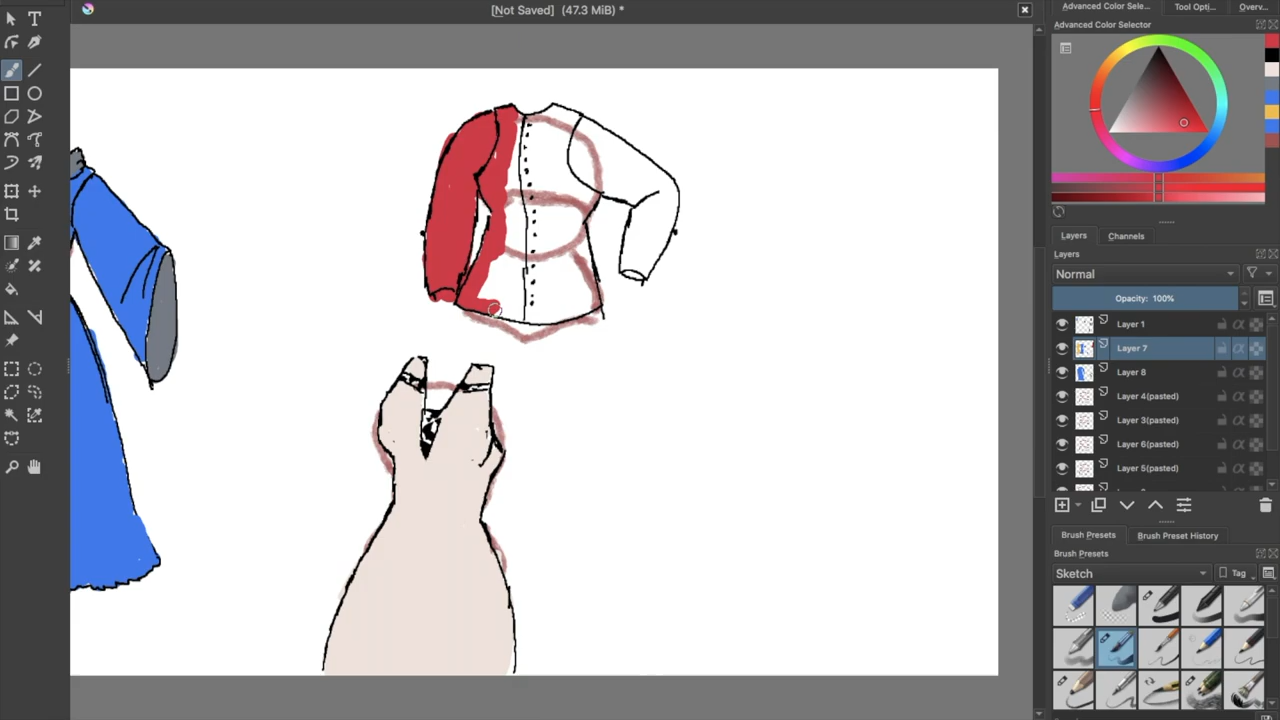 [Not Saved] (47.3 MiB) *
Advanced Color Sele...
Tool Opti...
Overv...
Advanced Color Selector
Layers
Channels
Layers
Normal
Opacity: 100%
Layer 1
Layer 7
Layer 8
Layer 4(pasted)
Layer 3(pasted)
Layer 6(pasted)
Layer 5(pasted)
Brush Presets
Brush Preset History
Brush Presets
Sketch
Tag